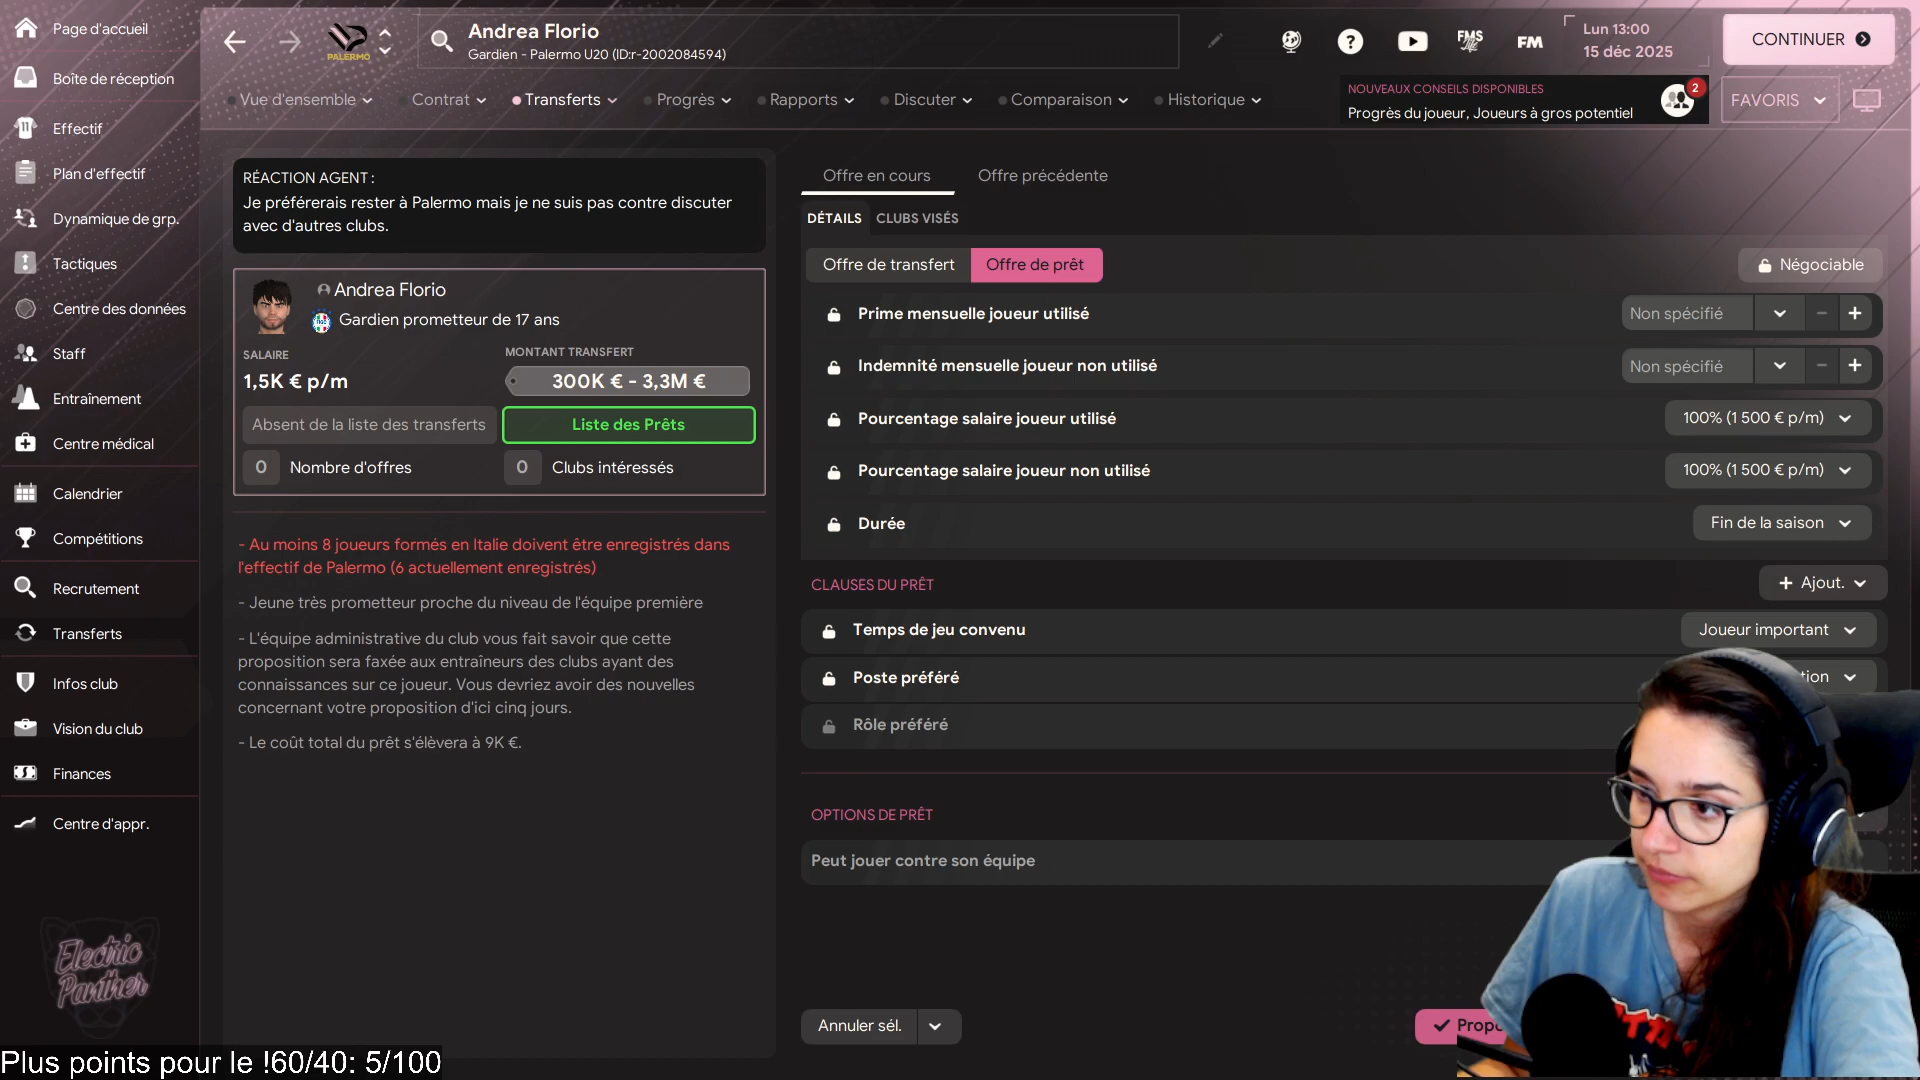 Page d'accueil
Boîte de réception
Effectif
Plan d'effectif
Dynamique de grp.
Tactiques
Centre des données
Staff
Entraînement
Centre médical
Calendrier
Compétitions
Recrutement
Transferts
Infos club
Vision du club
Finances
Centre d'appr.
Electric
Panther
PALERMO
Andrea Florio
Gardien - Palermo U20 (ID:r-2002084594)
FMS
life
FM
Lun 13:00
15 déc 2025
CONTINUER
Vue d'ensemble
Contrat
Transferts
Progrès
Rapports
Discuter
Comparaison
Historique
NOUVEAUX CONSEILS DISPONIBLES
Progrès du joueur, Joueurs à gros potentiel
2
FAVORIS
RÉACTION AGENT :
Je préférerais rester à Palermo mais je ne suis pas contre discuter
avec d'autres clubs.
Andrea Florio
Gardien prometteur de 17 ans
SALAIRE
1,5K € p/m
MONTANT TRANSFERT
300K € - 3,3M €
Absent de la liste des transferts
Liste des Prêts
0 Nombre d'offres
0 Clubs intéressés
- Au moins 8 joueurs formés en Italie doivent être enregistrés dans
l'effectif de Palermo (6 actuellement enregistrés)
- Jeune très prometteur proche du niveau de l'équipe première
- L'équipe administrative du club vous fait savoir que cette
proposition sera faxée aux entraîneurs des clubs ayant des
connaissances sur ce joueur. Vous devriez avoir des nouvelles
concernant votre proposition d'ici cinq jours.
- Le coût total du prêt s'élèvera à 9K €.
Offre en cours
Offre précédente
DÉTAILS
CLUBS VISÉS
Offre de transfert
Offre de prêt
Négociable
Prime mensuelle joueur utilisé
Non spécifié
Indemnité mensuelle joueur non utilisé
Non spécifié
Pourcentage salaire joueur utilisé
100% (1 500 € p/m)
Pourcentage salaire joueur non utilisé
100% (1 500 € p/m)
Durée
Fin de la saison
CLAUSES DU PRÊT
Ajout.
Temps de jeu convenu
Joueur important
Poste préféré
tion
Rôle préféré
OPTIONS DE PRÊT
Peut jouer contre son équipe
Annuler sél.
Propo
Plus points pour le !60/40: 5/100